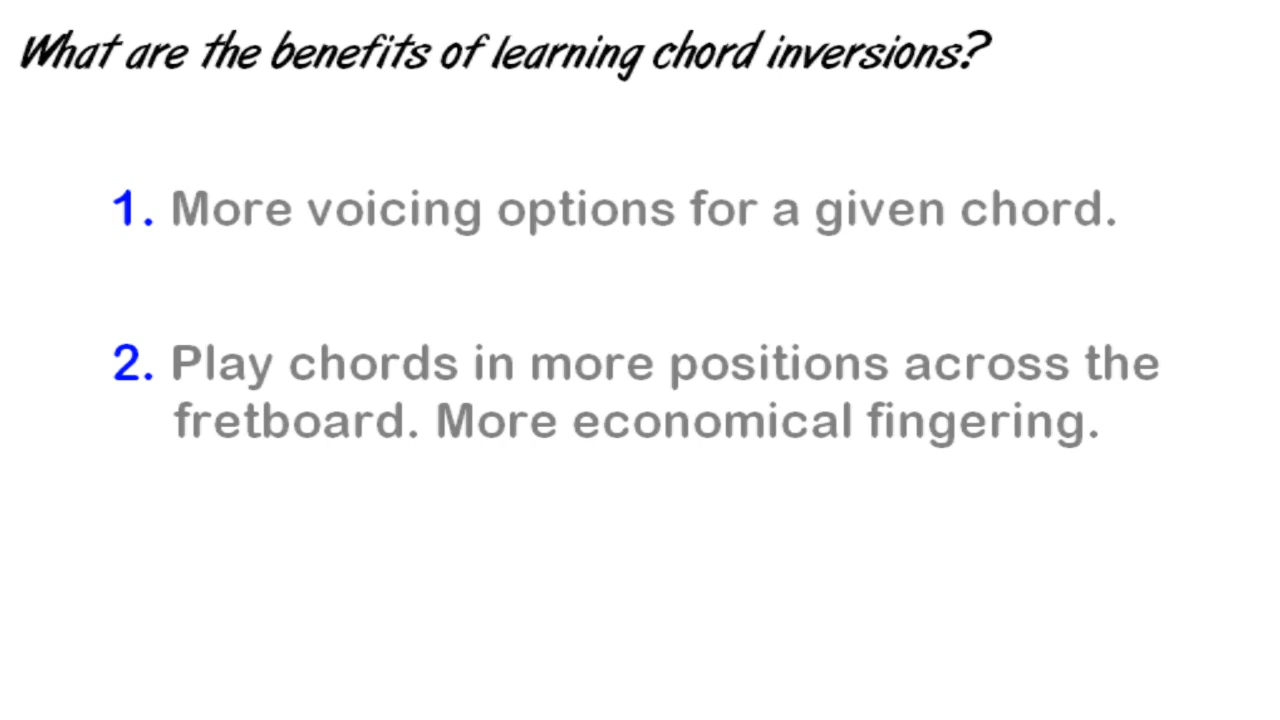 What are the benefits of learning chord inversions?
1. More voicing options for a given chord.
2. Play chords in more positions across the
fretboard. More economical fingering.